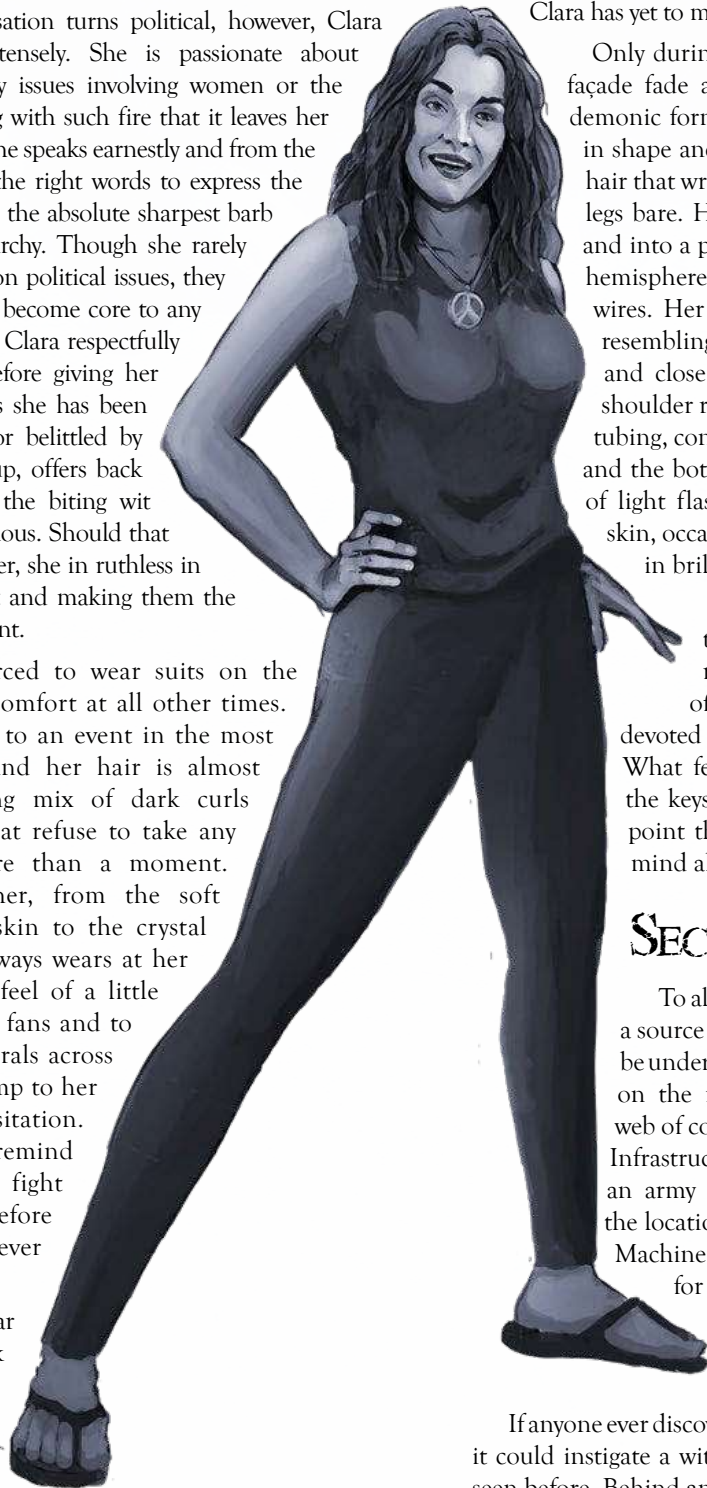 sation turns political, however, Clara
tensely. She is passionate about
y issues involving women or the
g with such fire that it leaves her
he speaks earnestly and from the
the right words to express the
the absolute sharpest barb
rchy. Though she rarely
on political issues, they
become core to any
Clara respectfully
efore giving her
s she has been
or belittled by
up, offers back
the biting wit
ious. Should that
er, she in ruthless in
t and making them the
nt.
rced to wear suits on the
omfort at all other times.
to an event in the most
nd her hair is almost
ng mix of dark curls
at refuse to take any
re than a moment.
ner, from the soft
skin to the crystal
ways wears at her
feel of a little
fans and to
rals across
mp to her
sitation.
remind
fight
efore
ever
ar
k
Clara has yet to m
Only durin
façade fade a
demonic form
in shape and
hair that wr
legs bare. H
and into a p
hemisphere
wires. Her
resembling
and close
shoulder r
tubing, con
and the bot
of light flas
skin, occa
in bril
t
r
of
devoted
What fe
the keys
point th
mind al
SEC
To al
a source
be under
on the
web of co
Infrastruc
an army
the locatio
Machine
for
If anyone ever discov
it could instigate a wit
seen before. Behind an